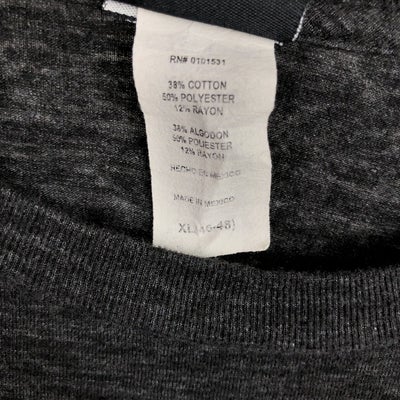 RN# 0101531
38% COTTON
50% POLYESTER
12% RAYON
38% ALGODON
50% POLIESTER
12% RAYON
HECHO EN MEXICO
MADE IN MEXICO
XL(46-48)